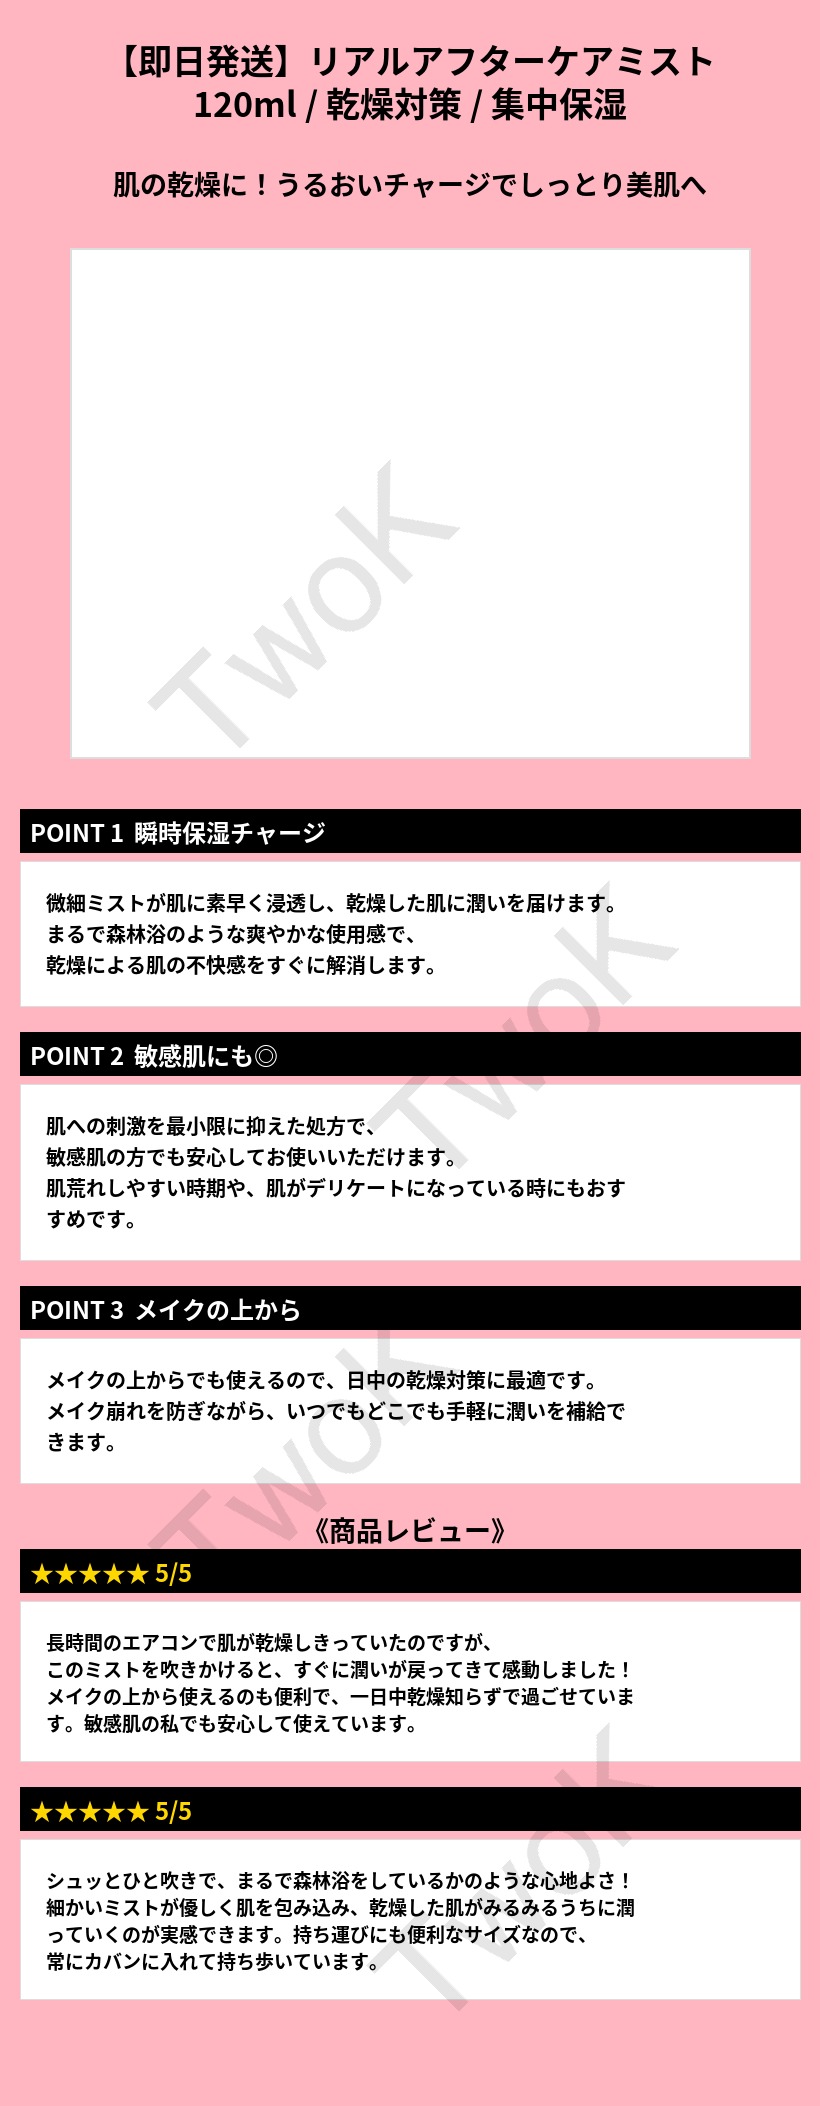 【即日発送】リアルアフターケアミスト
120ml / 乾燥対策 / 集中保湿
肌の乾燥に！うるおいチャージでしっとり美肌へ
TwoK
POINT 1 瞬時保湿チャージ
微細ミストが肌に素早く浸透し、乾燥した肌に潤いを届けます。
まるで森林浴のような爽やかな使用感で、
乾燥による肌の不快感をすぐに解消します。
TwoK
POINT 2 敏感肌にも◎
肌への刺激を最小限に抑えた処方で、
敏感肌の方でも安心してお使いいただけます。
肌荒れしやすい時期や、肌がデリケートになっている時にもおす
すめです。
POINT 3 メイクの上から
メイクの上からでも使えるので、日中の乾燥対策に最適です。
メイク崩れを防ぎながら、いつでもどこでも手軽に潤いを補給で
きます。
TwoK
《商品レビュー》
★★★★★ 5/5
長時間のエアコンで肌が乾燥しきっていたのですが、
このミストを吹きかけると、すぐに潤いが戻ってきて感動しました！
メイクの上から使えるのも便利で、一日中乾燥知らずで過ごせていま
す。敏感肌の私でも安心して使えています。
★★★★★ 5/5
シュッとひと吹きで、まるで森林浴をしているかのような心地よさ！
細かいミストが優しく肌を包み込み、乾燥した肌がみるみるうちに潤
っていくのが実感できます。持ち運びにも便利なサイズなので、
常にカバンに入れて持ち歩いています。
TwoK